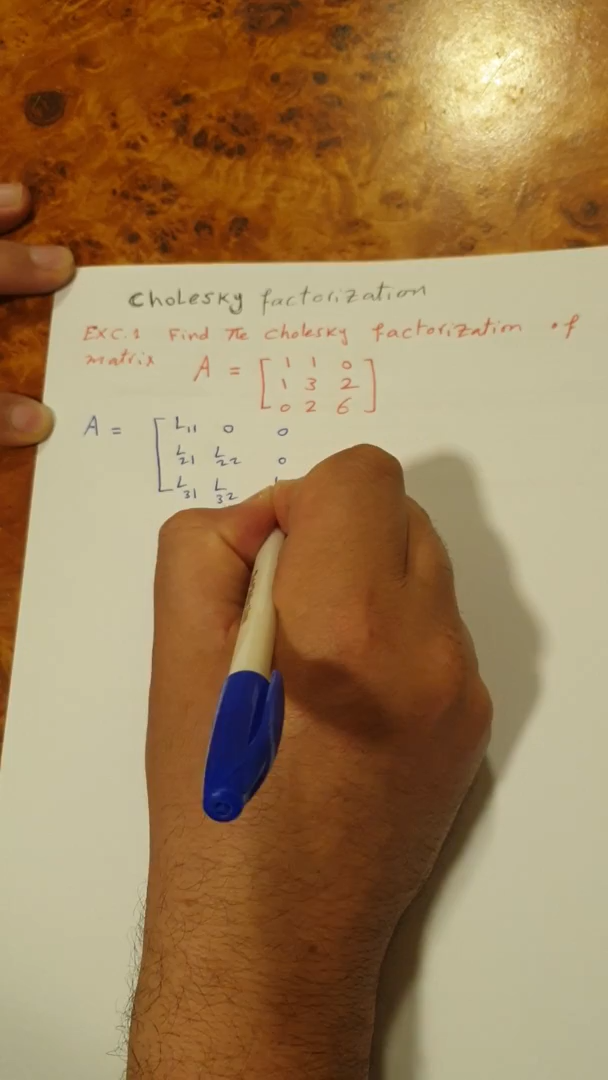 Cholesky factorization
Exc.1 Find The Cholesky factorization of
matrix A = [ 1 1 0
1 3 2
0 2 6 ]
A = [ L11 0 0
L21 L22 0
L31 L32